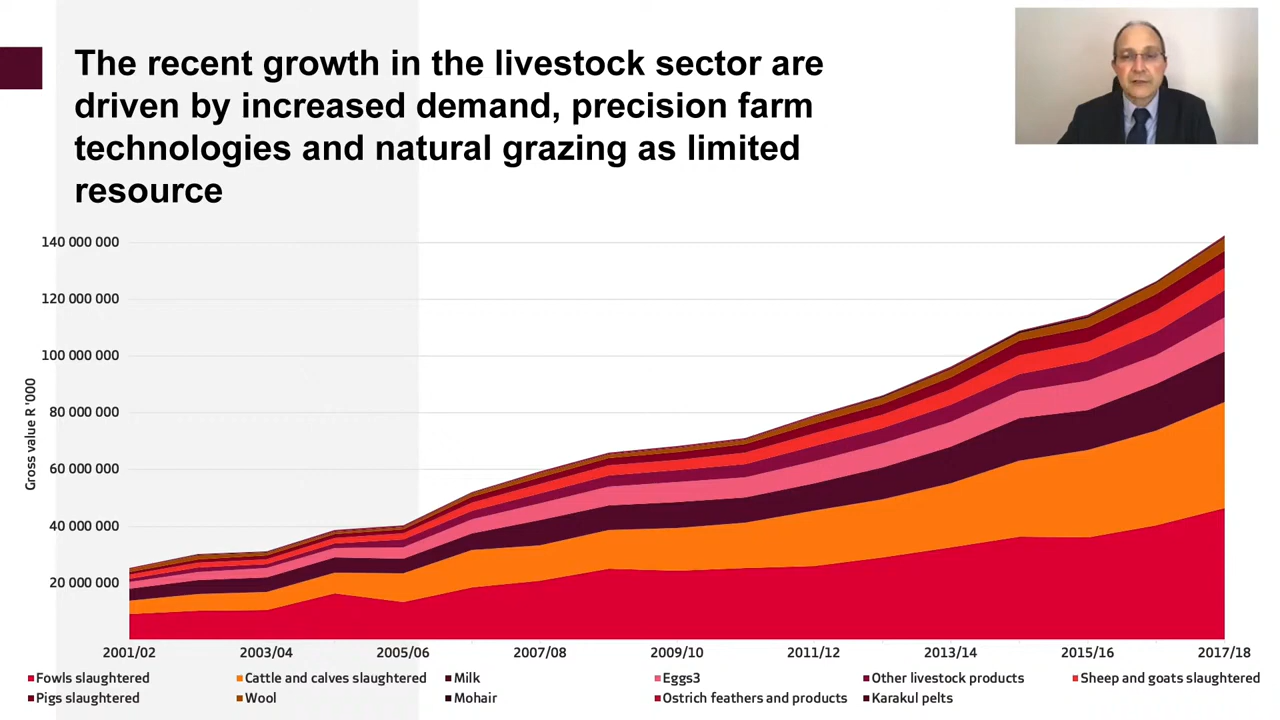 The recent growth in the livestock sector are
driven by increased demand, precision farm
technologies and natural grazing as limited
resource
140 000 000
120 000 000
100 000 000
80 000 000
60 000 000
40 000 000
20 000 000
Gross value R '000
2001/02 2003/04 2005/06 2007/08 2009/10 2011/12 2013/14 2015/16 2017/18
Fowls slaughtered Cattle and calves slaughtered Milk Eggs3 Other livestock products Sheep and goats slaughtered
Pigs slaughtered Wool Mohair Ostrich feathers and products Karakul pelts